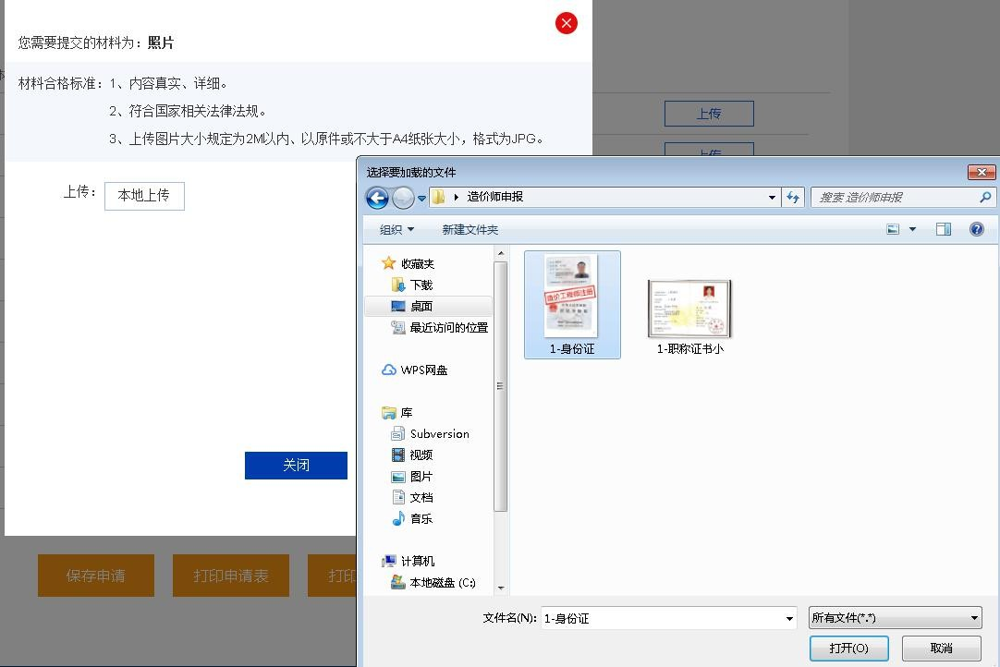 您需要提交的材料为：照片
材料合格标准：1、内容真实、详细。
2、符合国家相关法律法规。
3、上传图片大小规定为2M以内、以原件或不大于A4纸张大小，格式为JPG。
上传
上传
上传：
本地上传
选择要加载的文件
造价师申报
搜索 造价师申报
组织
新建文件夹
收藏夹
下载
桌面
最近访问的位置
WPS网盘
库
Subversion
视频
图片
文档
音乐
计算机
本地磁盘 (C:)
造价工程师注册
1-身份证
1-职称证书小
关闭
保存申请
打印申请表
打印
文件名(N):
1-身份证
所有文件(*.*)
打开(O)
取消